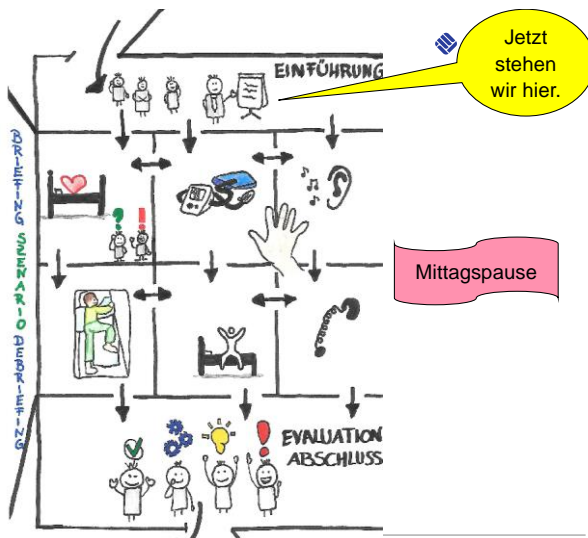 EINFÜHRUNG
Jetzt
stehen
wir hier.
BRIEFING SZENARIO DEBRIEFING
Mittagspause
EVALUATION
ABSCHLUSS